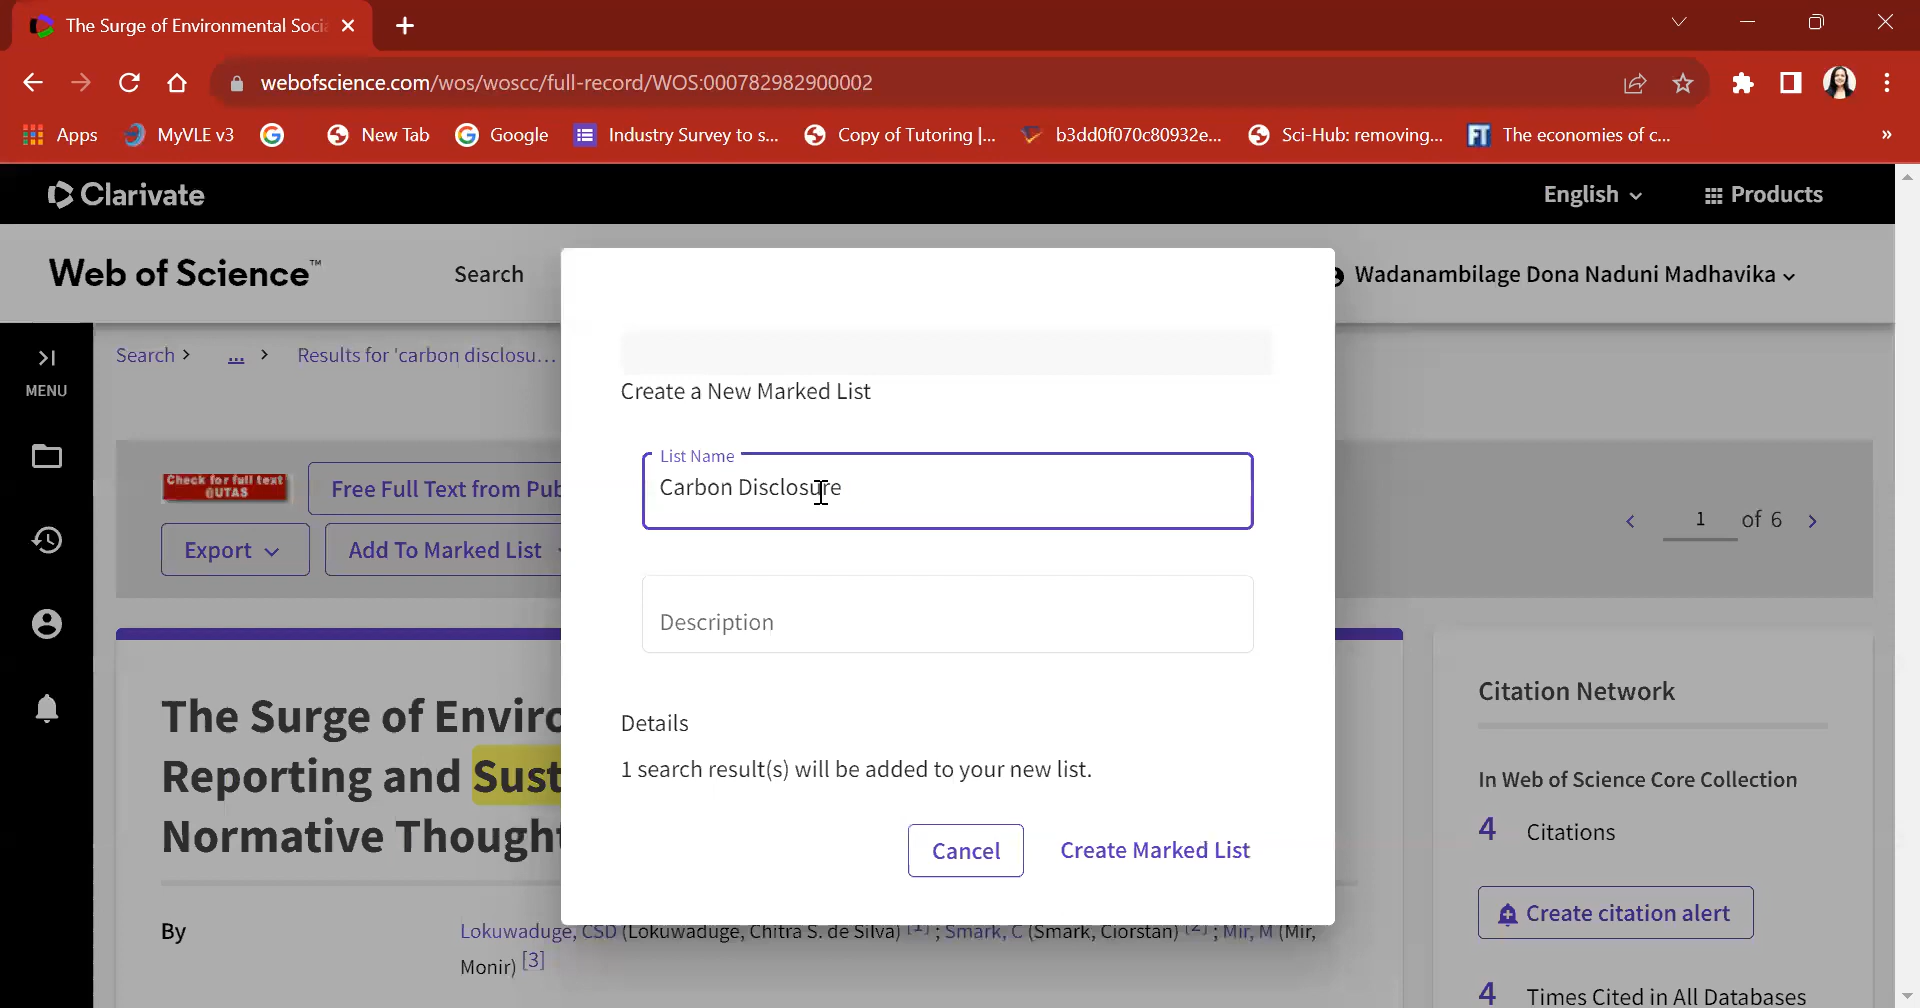 The Surge of Environmental Soci
webofscience.com/wos/woscc/full-record/WOS:000782982900002
Apps
MyVLE v3
New Tab
Google
Industry Survey to s...
Copy of Tutoring |...
b3dd0f070c80932e...
Sci-Hub: removing...
FT
The economies of c...
»
Clarivate
English
Products
Web of Science™
Search
Wadanambilage Dona Naduni Madhavika
MENU
Search
...
Results for 'carbon disclosu...
Create a New Marked List
List Name
Carbon Disclosure
Check for full text
@UTAS
Free Full Text from Pub
Export
Add To Marked List
1 of 6
Description
The Surge of Enviro
Reporting and Sust
Normative Thought
Details
1 search result(s) will be added to your new list.
Cancel
Create Marked List
Citation Network
In Web of Science Core Collection
4 Citations
Create citation alert
4 Times Cited in All Databases
By
Lokuwaduge, CSD (Lokuwaduge, Chitra S. de Silva) [1] ; Smark, C (Smark, Ciorstan) [2] ; Mir, M (Mir,
Monir) [3]